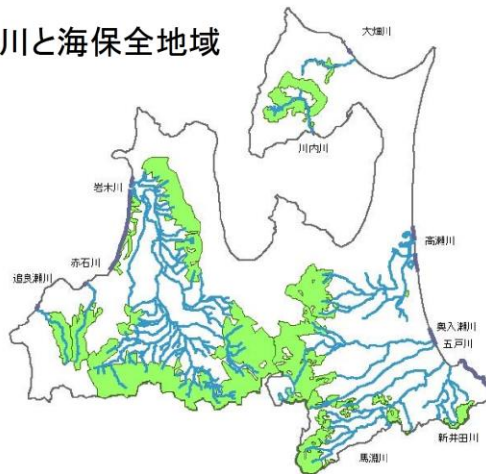 川と海保全地域
大畑川
川内川
岩木川
高瀬川
赤石川
追良瀬川
奥入瀬川
五戸川
新井田川
馬淵川